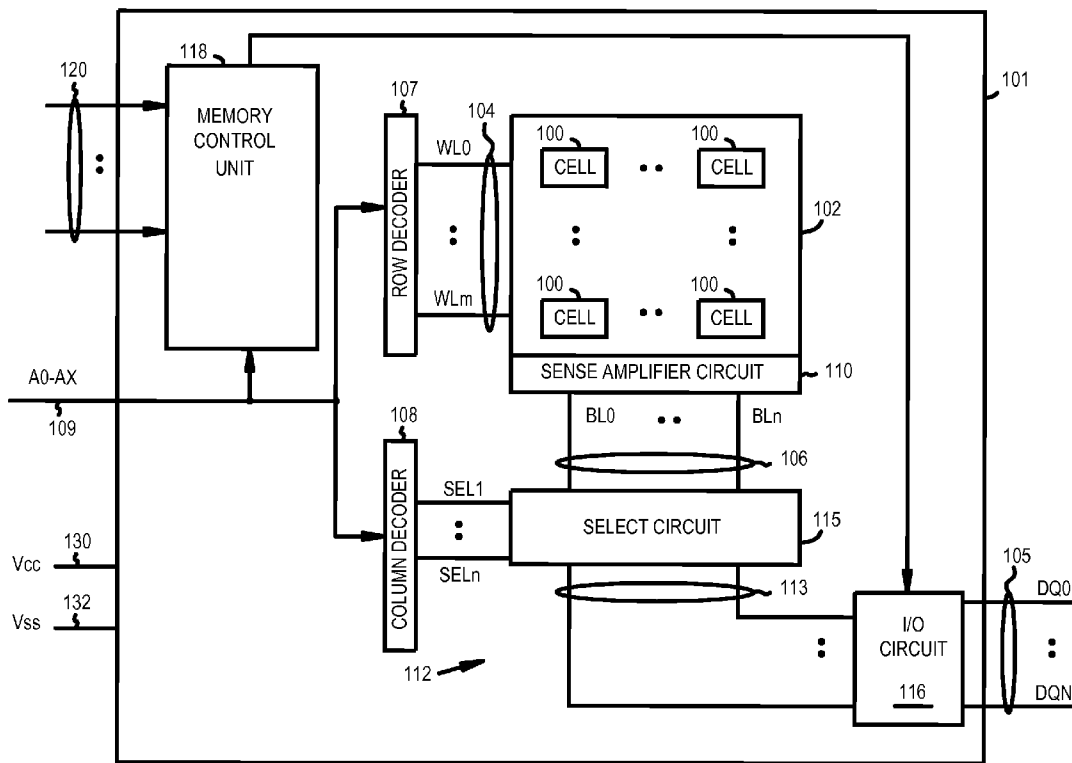 118
120
MEMORY
CONTROL
UNIT
107
ROW DECODER
WL0
WLm
104
100
CELL
100
CELL
100
CELL
100
CELL
101
102
SENSE AMPLIFIER CIRCUIT
110
A0-AX
109
108
COLUMN DECODER
BL0
BLn
106
SEL1
SELn
SELECT CIRCUIT
115
113
112
Vcc
130
Vss
132
I/O
CIRCUIT
116
105
DQ0
DQN